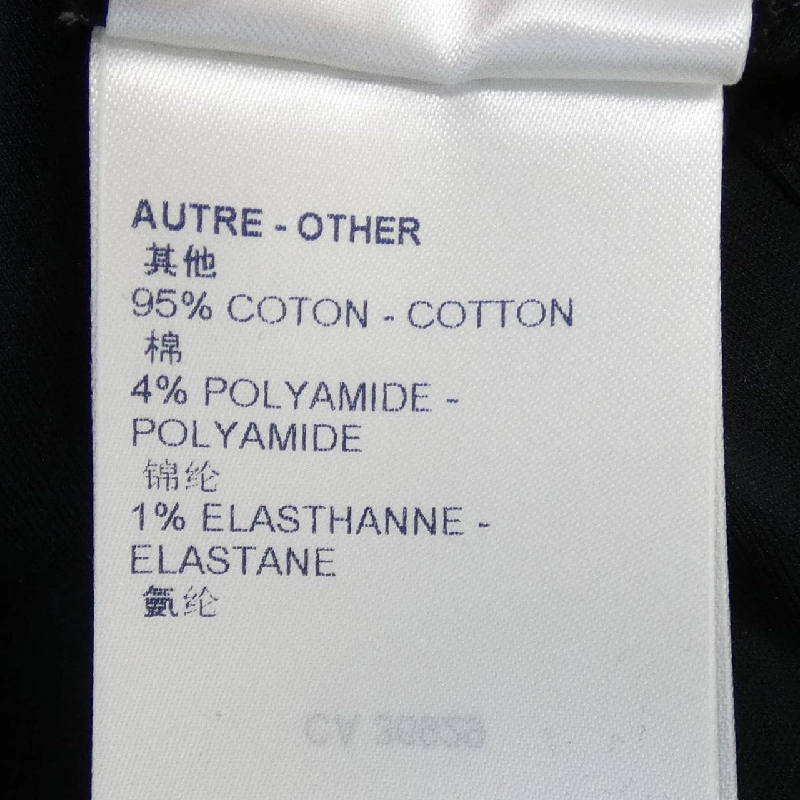 AUTRE - OTHER
其他
95% COTON - COTTON
棉
4% POLYAMIDE -
POLYAMIDE
锦纶
1% ELASTHANNE -
ELASTANE
氨纶